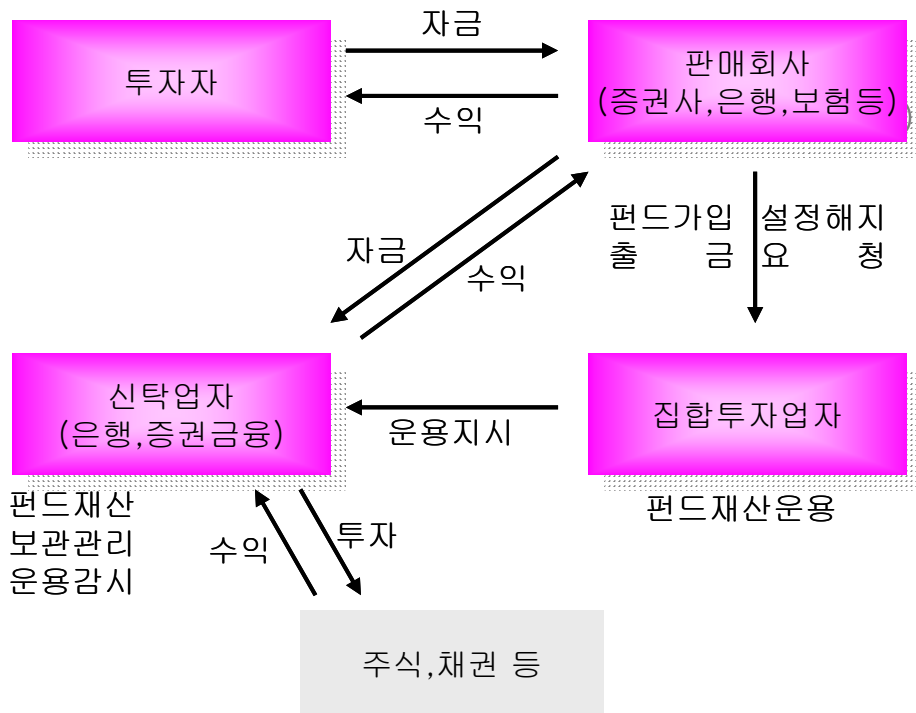 자금
투자자
판매회사
(증권사,은행,보험등)
)
수익
펀드가입
출 금
설정해지
요 청
자금
수익
신탁업자
(은행,증권금융)
운용지시
집합투자업자
펀드재산
보관관리
운용감시
펀드재산운용
수익
투자
주식,채권 등